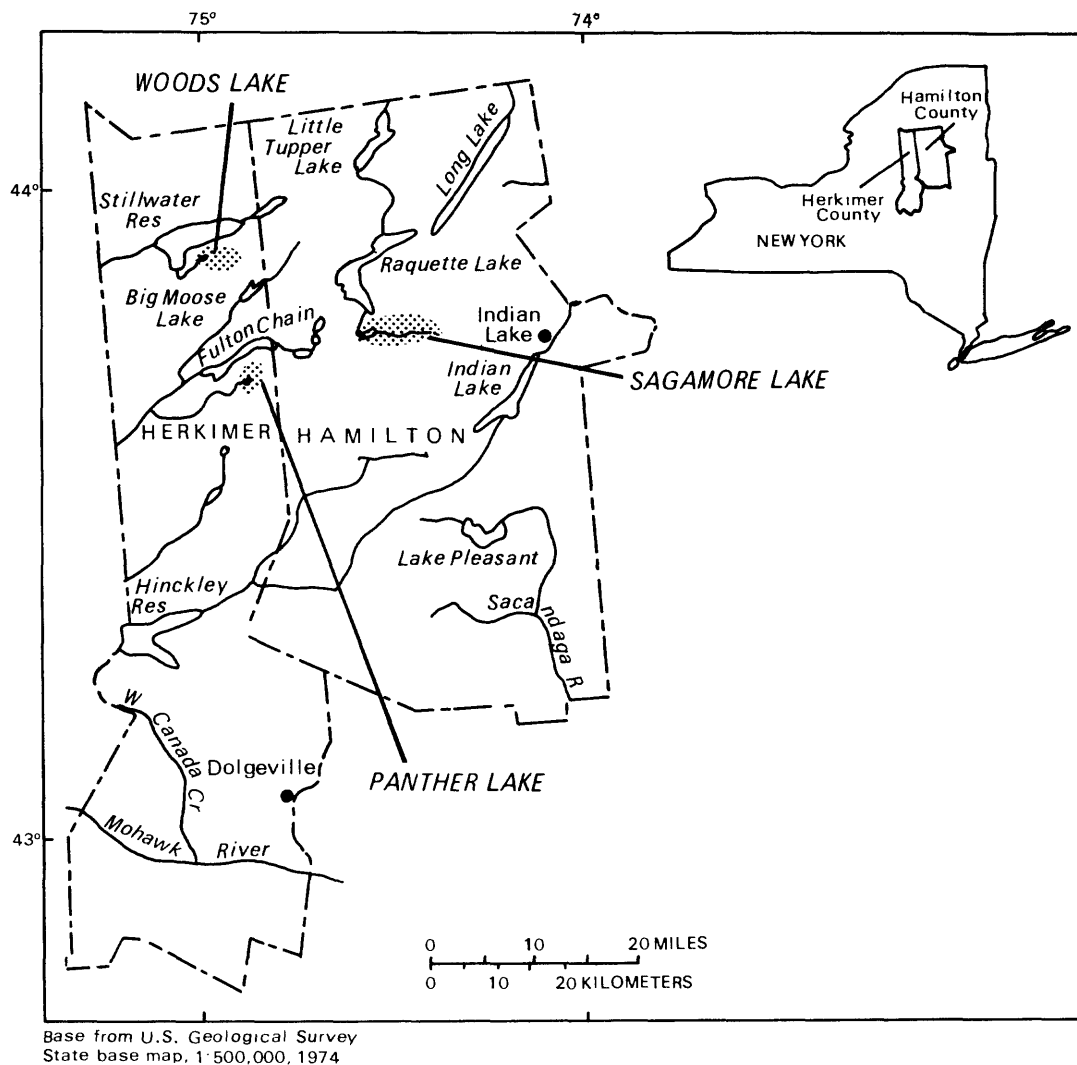 75°
74°
WOODS LAKE
Hamilton
County
Little
Tupper
Lake
Long Lake
44°
Stillwater
Res
Herkimer
County
NEW YORK
Raquette Lake
Big Moose
Lake
Fulton Chain
Indian
Lake
Indian
Lake
SAGAMORE LAKE
HERKIMER
HAMILTON
Lake Pleasant
Hinckley
Res
Sacandaga R
W Canada Cr
Dolgeville
PANTHER LAKE
43°
Mohawk River
0 10 20 MILES
0 10 20 KILOMETERS
Base from U.S. Geological Survey
State base map, 1:500,000, 1974